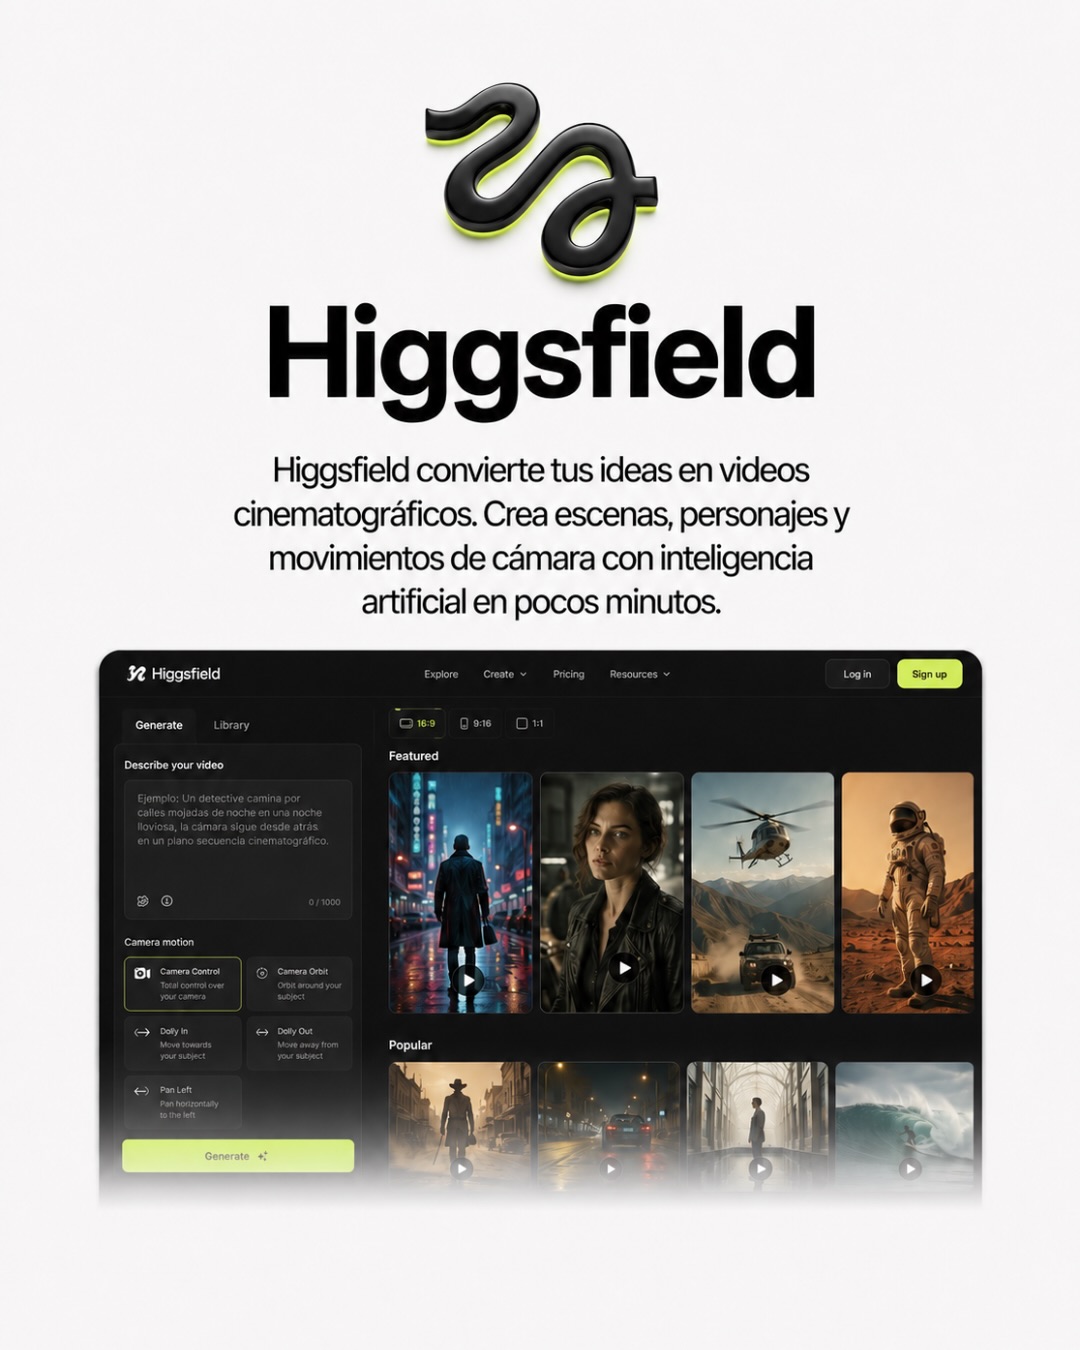 Higgsfield
Higgsfield convierte tus ideas en videos
cinematográficos. Crea escenas, personajes y
movimientos de cámara con inteligencia
artificial en pocos minutos.
Higgsfield
Explore
Create
Pricing
Resources
Log in
Sign up
Generate
Library
Describe your video
Ejemplo: Un detective camina por
calles mojadas de noche en una noche
lloviosa, la cámara sigue desde atrás
en un plano secuencia cinematográfico.
0 / 1000
Camera motion
Camera Control
Total control over
your camera
Camera Orbit
Orbit around your
subject
Dolly In
Move towards
your subject
Dolly Out
Move away from
your subject
Pan Left
Pan horizontally
to the left
Generate
16:9
9:16
1:1
Featured
Popular